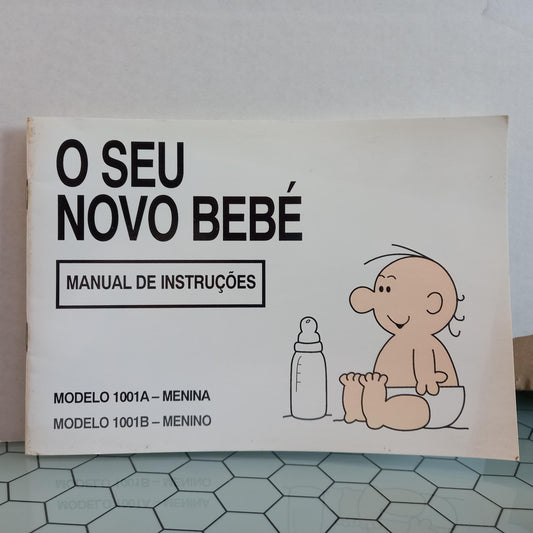 O SEU
NOVO BEBÉ
MANUAL DE INSTRUÇÕES
MODELO 1001A – MENINA
MODELO 1001B – MENINO